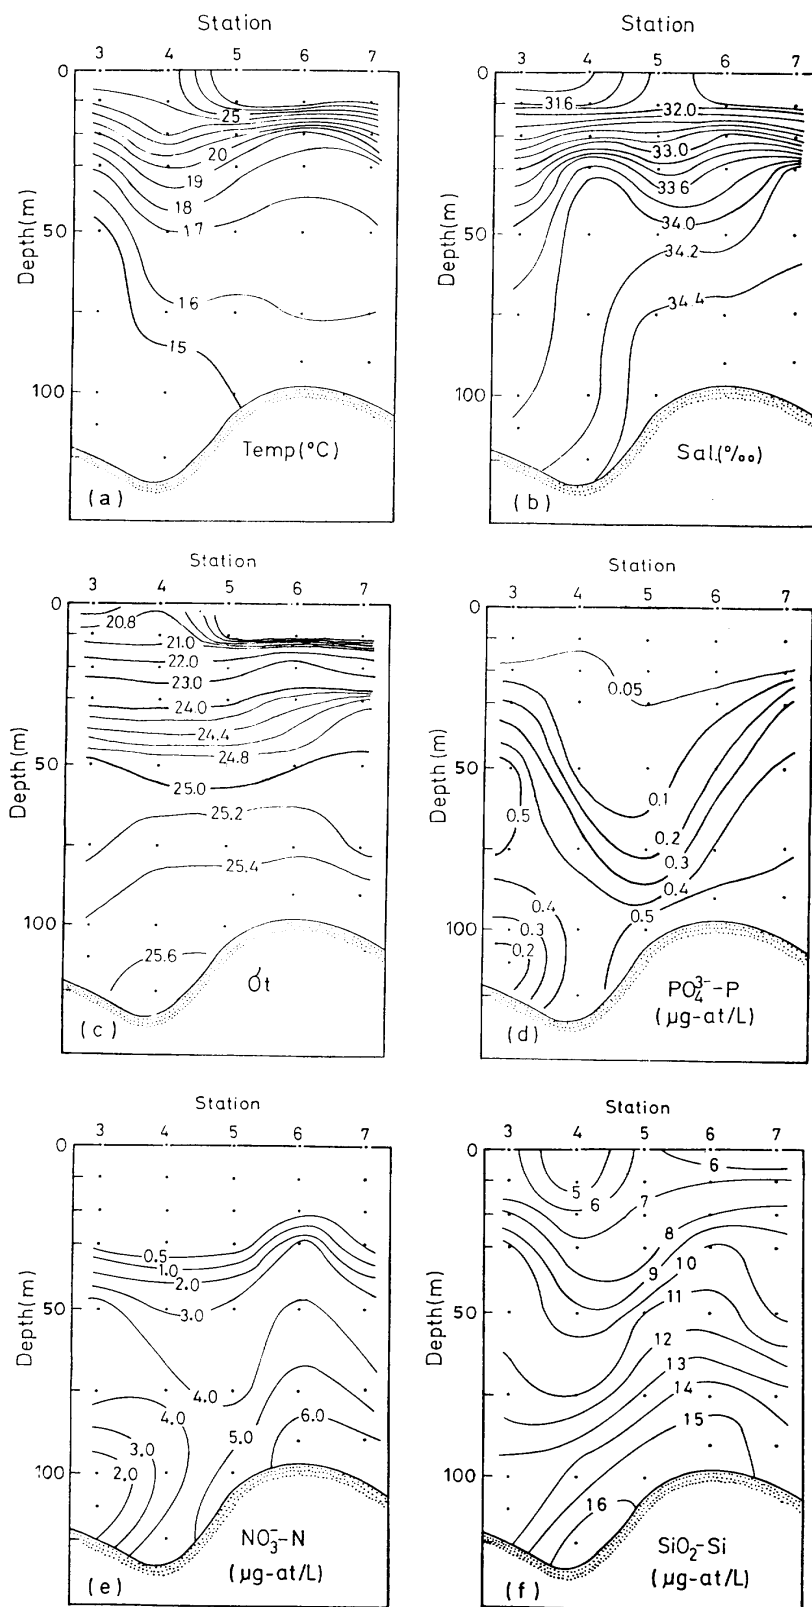 Station
3 4 5 6 7
0
50
100
Depth(m)
25
20
19
18
17
16
15
Temp(°C)
(a)
Station
3 4 5 6 7
0
50
100
Depth(m)
31.6
32.0
33.0
33.6
34.0
34.2
34.4
Sal.(‰)
(b)
Station
3 4 5 6 7
0
50
100
Depth(m)
20.8
21.0
22.0
23.0
24.0
24.4
24.8
25.0
25.2
25.4
25.6
σt
(c)
Station
3 4 5 6 7
0
50
100
Depth(m)
0.05
0.1
0.2
0.3
0.4
0.5
0.5
0.4
0.3
0.2
PO₄³⁻-P
(μg-at/L)
(d)
Station
3 4 5 6 7
0
50
100
Depth(m)
0.5
1.0
2.0
3.0
4.0
4.0
5.0
6.0
3.0
2.0
NO₃⁻-N
(μg-at/L)
(e)
Station
3 4 5 6 7
0
50
100
Depth(m)
5
6
6
7
8
9
10
11
12
13
14
15
16
SiO₂-Si
(μg-at/L)
(f)